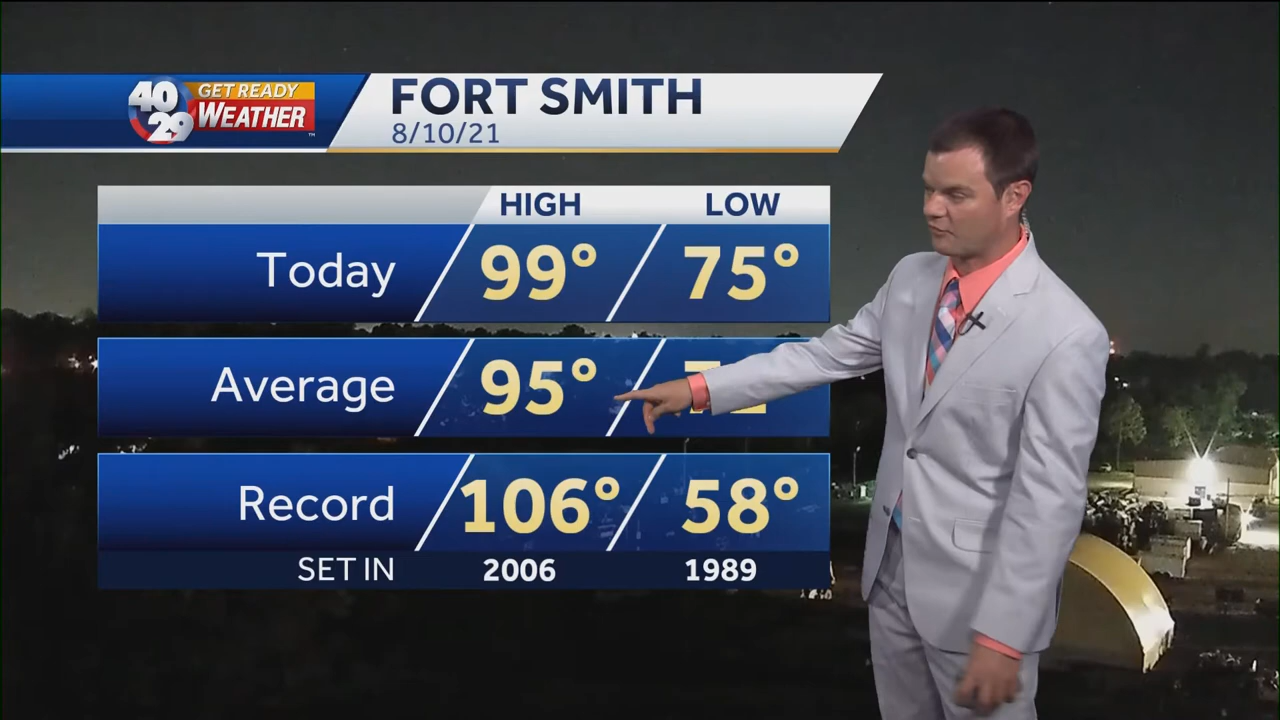 40
29
GET READY
WEATHER
™
FORT SMITH
8/10/21
HIGH LOW
Today 99° 75°
Average 95°
Record 106° 58°
SET IN 2006 1989